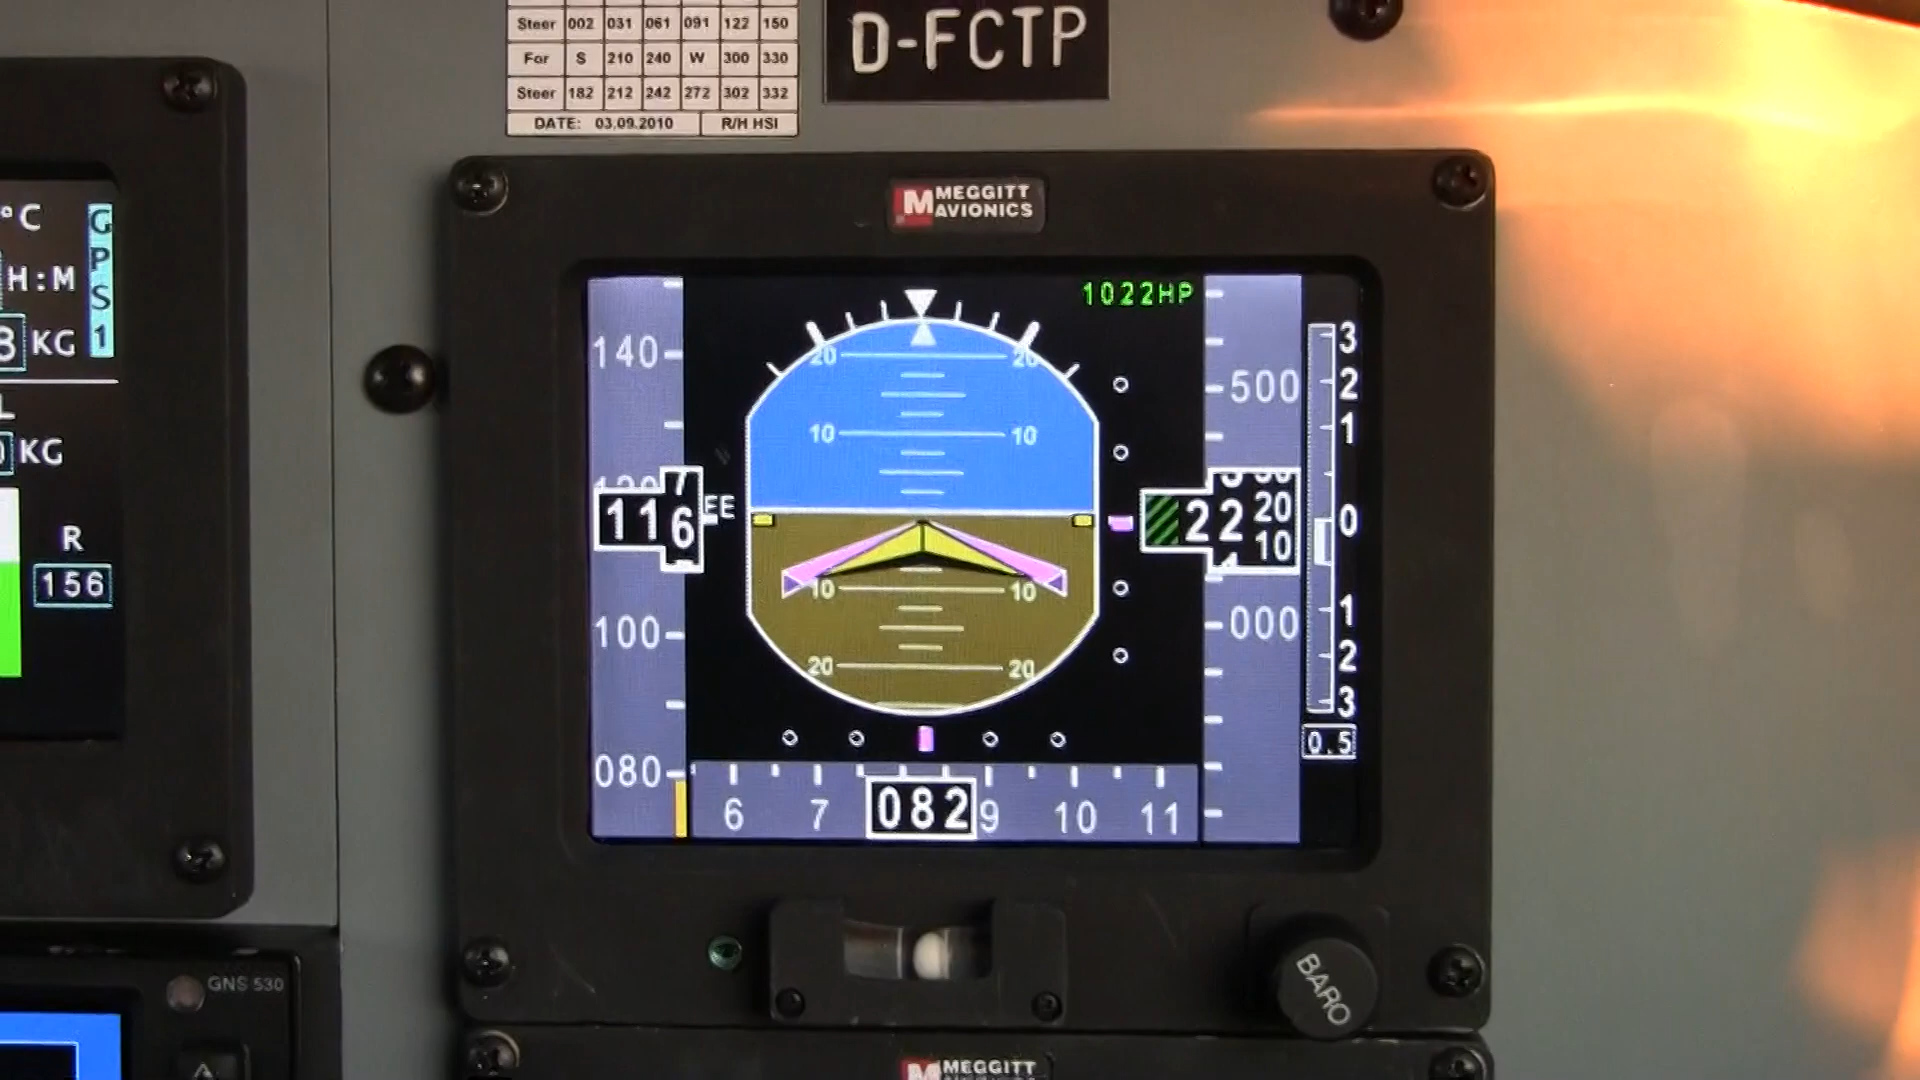 Steer 002 031 061 091 122 150
For S 210 240 W 300 330
Steer 182 212 242 272 302 332
DATE: 03.09.2010 R/H HSI
D-FCTP
MEGGITT
AVIONICS
°C
GPS1
H:M
KG
KG
R
156
GNS 530
1022HP
140
100
080
116
EE
20 20
10 10
10 10
20 20
500
000
22
20
10
3
2
1
0
1
2
3
0.5
6 7 082 9 10 11
BARO
MEGGITT